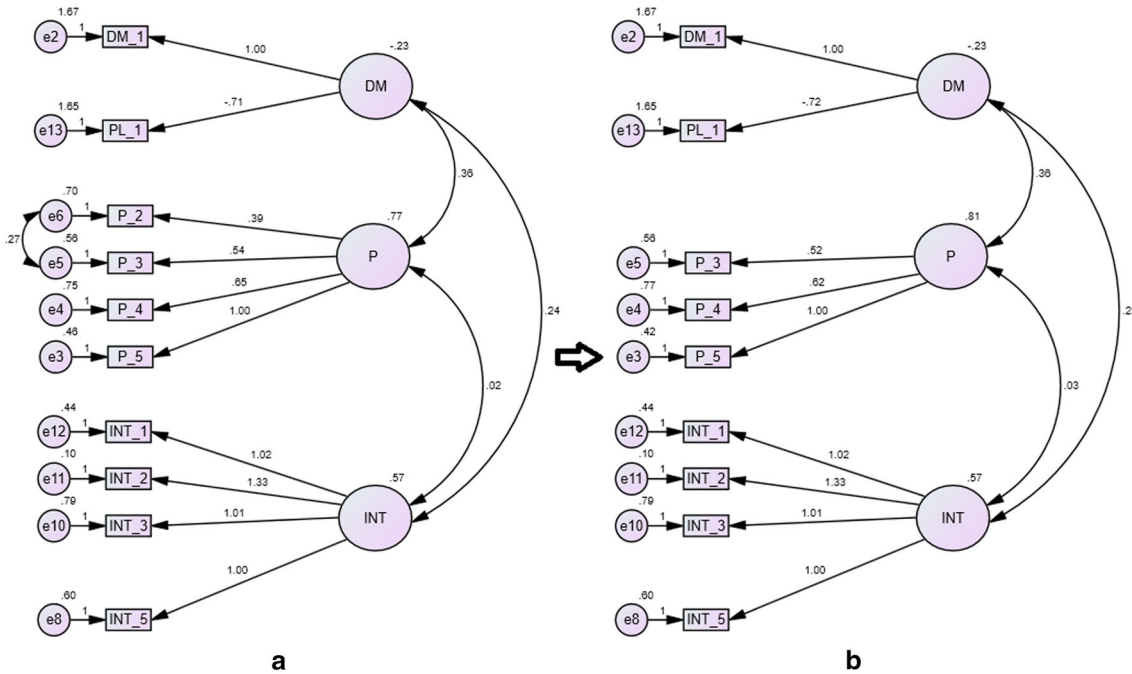 1.67
e2 1 DM_1
1.00
-.23
DM
1.65
e13 1 PL_1
-.71
.36
.70
e6 1 P_2
.39
.77
P
.27
.56
e5 1 P_3
.54
.75
e4 1 P_4
.65
.46
e3 1 P_5
1.00
.24
.02
.44
e12 1 INT_1
1.02
.10
e11 1 INT_2
1.33
.57
INT
.79
e10 1 INT_3
1.01
1.00
.60
e8 1 INT_5
a
1.67
e2 1 DM_1
1.00
-.23
DM
1.65
e13 1 PL_1
-.72
.36
.81
P
.56
e5 1 P_3
.52
.77
e4 1 P_4
.62
.42
e3 1 P_5
1.00
.2
.03
.44
e12 1 INT_1
1.02
.10
e11 1 INT_2
1.33
.57
INT
.79
e10 1 INT_3
1.01
1.00
.60
e8 1 INT_5
b